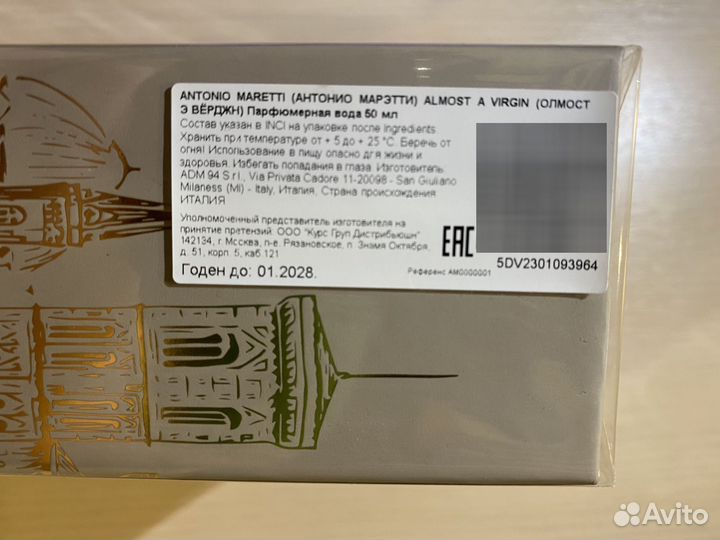 ANTONIO MARETTI (АНТОНИО МАРЭТТИ) ALMOST A VIRGIN (ОЛМОСТ
Э ВЁРДЖН) Парфюмерная вода 50 мл
Состав указан в INCI на упаковке после Ingredients.
Хранить при температуре от + 5 до + 25 °C. Беречь от
огня! Использование в пищу опасно для жизни и
здоровья. Избегать попадания в глаза. Изготовитель:
ADM 94 S.r.l., Via Privata Cadore 11-20098 - San Giuliano
Milaness (MI) - Italy, Италия, Страна происхождения:
ИТАЛИЯ
Уполномоченный представитель изготовителя на
принятие претензий: ООО "Курс Груп Дистрибьюшн"
142134, г. Мссква, п-е. Рязановское, п. Знамя Октября,
д. 51, корп. 5, каб.121
EAC
5DV2301093964
Годен до: 01.2028.
Референс AM0000001
Avito